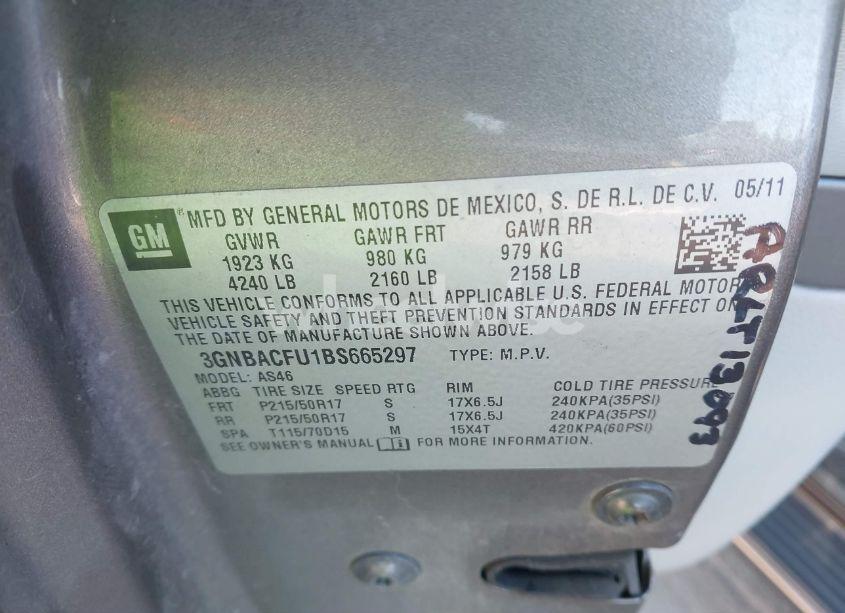 GM ® MFD BY GENERAL MOTORS DE MEXICO, S. DE R.L. DE C.V. 05/11
GVWR GAWR FRT GAWR RR
1923 KG 980 KG 979 KG
4240 LB 2160 LB 2158 LB
THIS VEHICLE CONFORMS TO ALL APPLICABLE U.S. FEDERAL MOTOR
VEHICLE SAFETY AND THEFT PREVENTION STANDARDS IN EFFECT ON
THE DATE OF MANUFACTURE SHOWN ABOVE.
3GNBACFU1BS665297 TYPE: M.P.V.
MODEL: AS46
ABBG TIRE SIZE SPEED RTG RIM COLD TIRE PRESSURE
FRT P215/50R17 S 17X6.5J 240KPA(35PSI)
RR P215/50R17 S 17X6.5J 240KPA(35PSI)
SPA T115/70D15 M 15X4T 420KPA(60PSI)
SEE OWNER'S MANUAL FOR MORE INFORMATION.